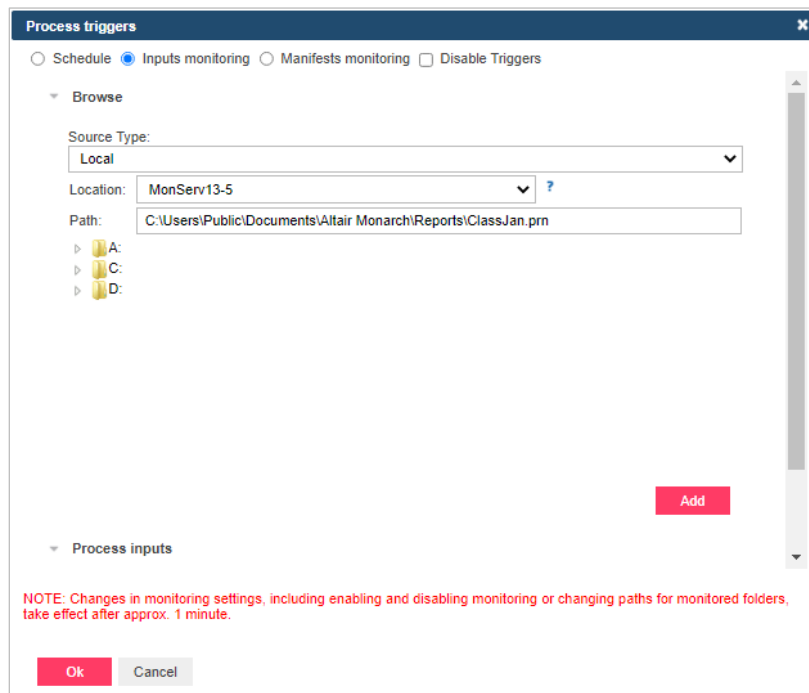 Process triggers
Schedule Inputs monitoring Manifests monitoring Disable Triggers
Browse
Source Type:
Local
Location: MonServ13-5 ?
Path: C:\Users\Public\Documents\Altair Monarch\Reports\ClassJan.prn
A:
C:
D:
Add
Process inputs
NOTE: Changes in monitoring settings, including enabling and disabling monitoring or changing paths for monitored folders,
take effect after approx. 1 minute.
Ok Cancel